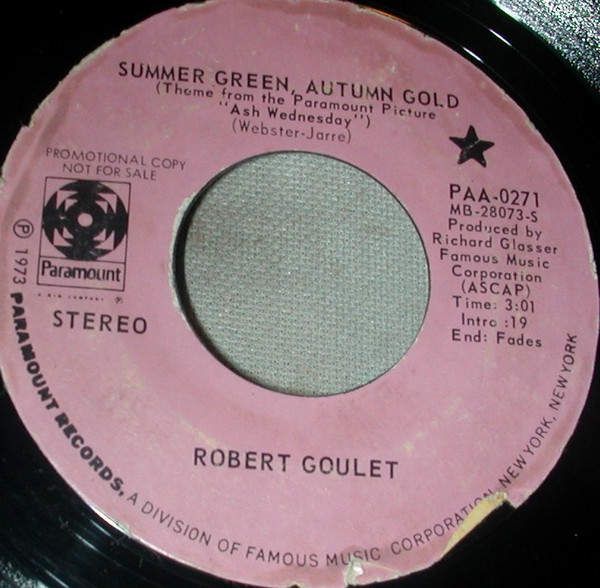 SUMMER GREEN, AUTUMN GOLD
(Theme from the Paramount Picture
"Ash Wednesday")
(Webster-Jarre)
PROMOTIONAL COPY
NOT FOR SALE
Paramount
STEREO
PAA-0271
MB-28073-S
Produced by
Richard Glasser
Famous Music
Corporation
(ASCAP)
Time: 3:01
Intro :19
End: Fades
ROBERT GOULET
Ⓟ 1973 PARAMOUNT RECORDS, A DIVISION OF FAMOUS MUSIC CORPORATION, NEW YORK, NEW YORK